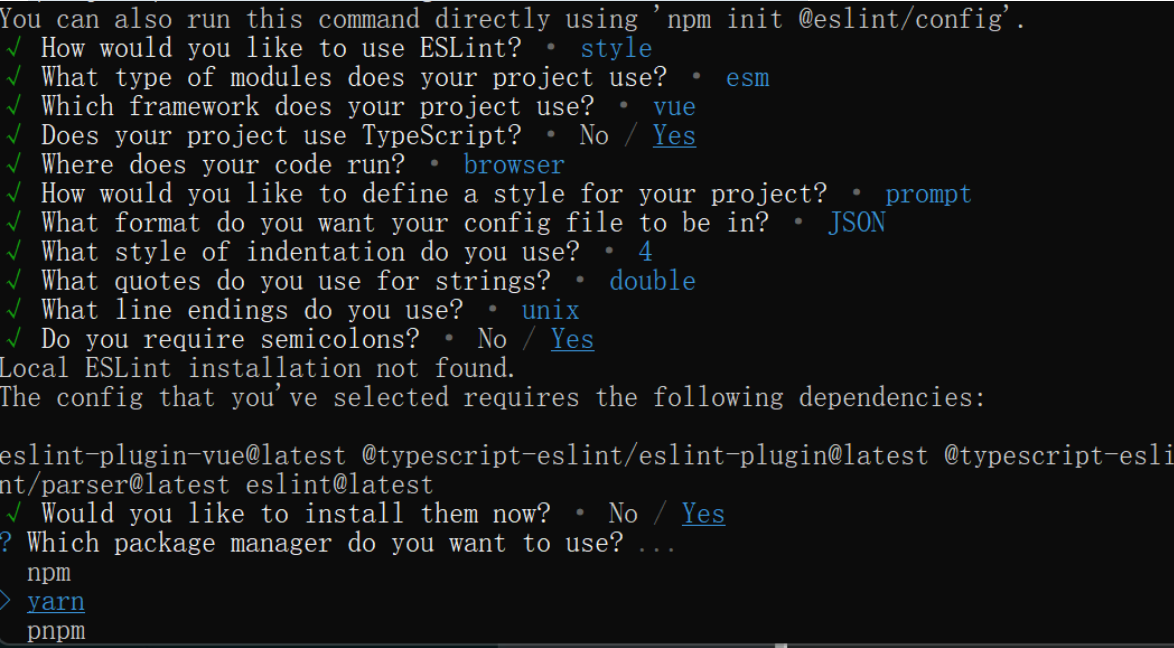 You can also run this command directly using 'npm init @eslint/config'.
√ How would you like to use ESLint? · style
√ What type of modules does your project use? · esm
√ Which framework does your project use? · vue
√ Does your project use TypeScript? · No / Yes
√ Where does your code run? · browser
√ How would you like to define a style for your project? · prompt
√ What format do you want your config file to be in? · JSON
√ What style of indentation do you use? · 4
√ What quotes do you use for strings? · double
√ What line endings do you use? · unix
√ Do you require semicolons? · No / Yes
Local ESLint installation not found.
The config that you've selected requires the following dependencies:

eslint-plugin-vue@latest @typescript-eslint/eslint-plugin@latest @typescript-esli
nt/parser@latest eslint@latest
√ Would you like to install them now? · No / Yes
? Which package manager do you want to use? ...
npm
> yarn
pnpm